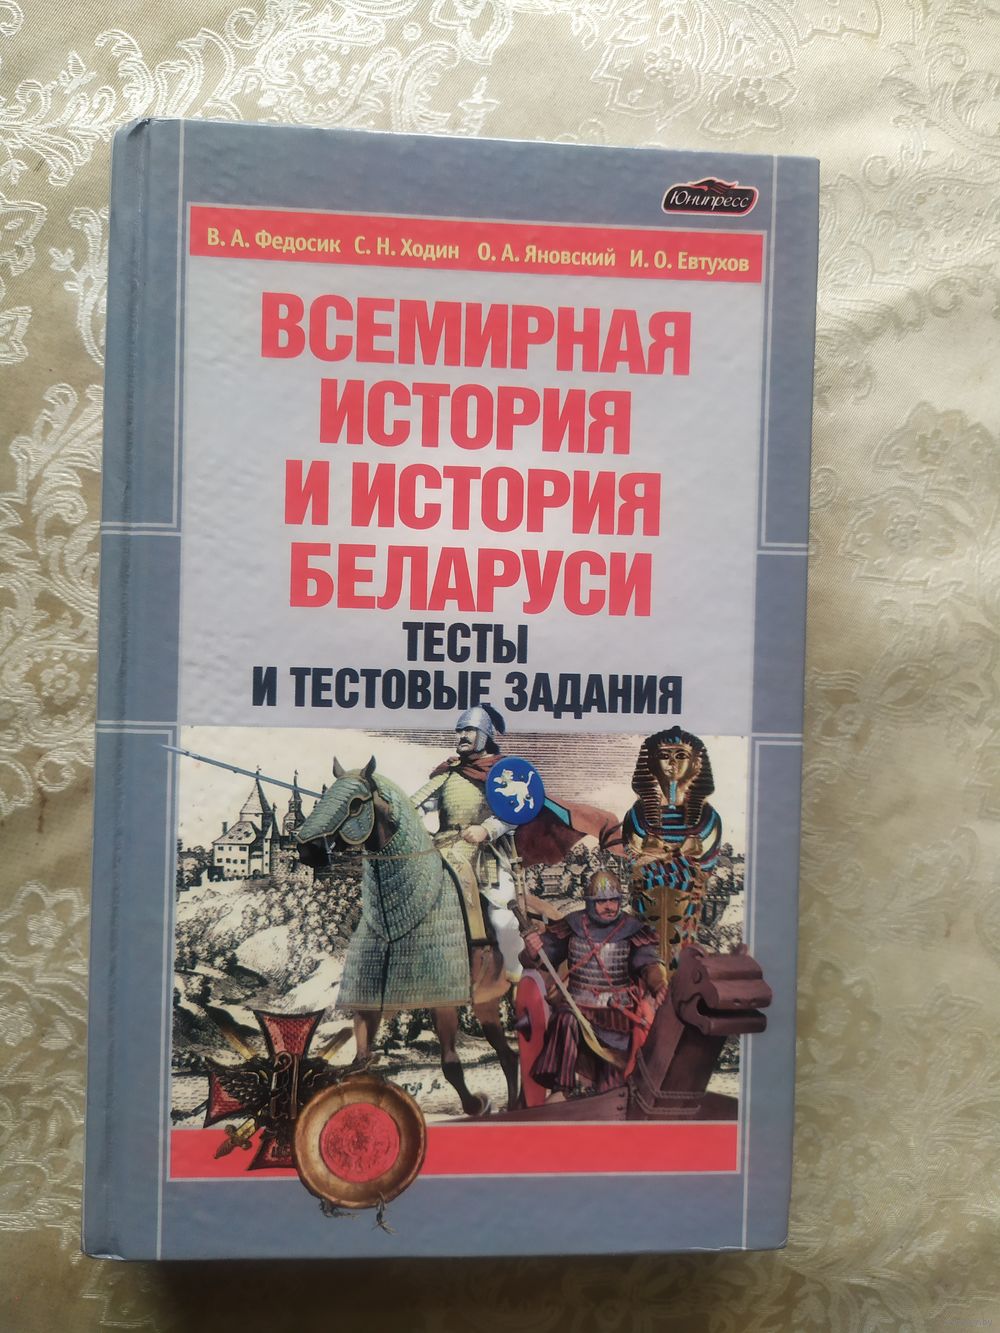 Юнипресс
В. А. Федосик С. Н. Ходин О. А. Яновский И. О. Евтухов
ВСЕМИРНАЯ
ИСТОРИЯ
И ИСТОРИЯ
БЕЛАРУСИ
ТЕСТЫ
И ТЕСТОВЫЕ ЗАДАНИЯ